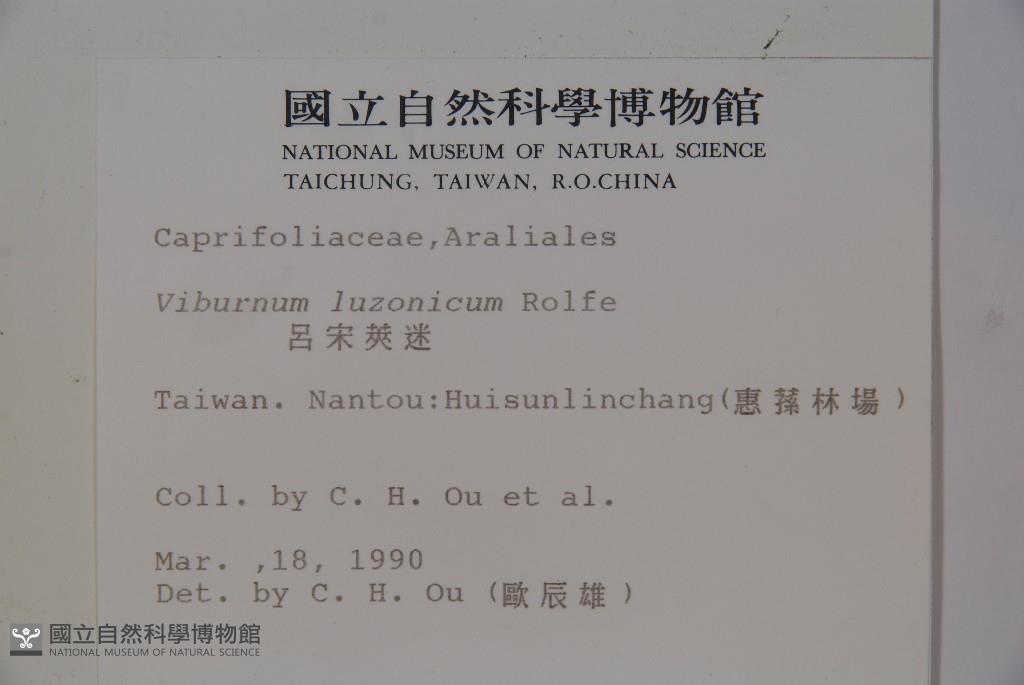 國立自然科學博物館
NATIONAL MUSEUM OF NATURAL SCIENCE
TAICHUNG, TAIWAN, R.O.CHINA
Caprifoliaceae,Araliales
Viburnum luzonicum Rolfe
呂宋莢迷
Taiwan. Nantou:Huisunlinchang(惠蓀林場)
Coll. by C. H. Ou et al.
Mar. ,18, 1990
Det. by C. H. Ou (歐辰雄)
國立自然科學博物館
NATIONAL MUSEUM OF NATURAL SCIENCE